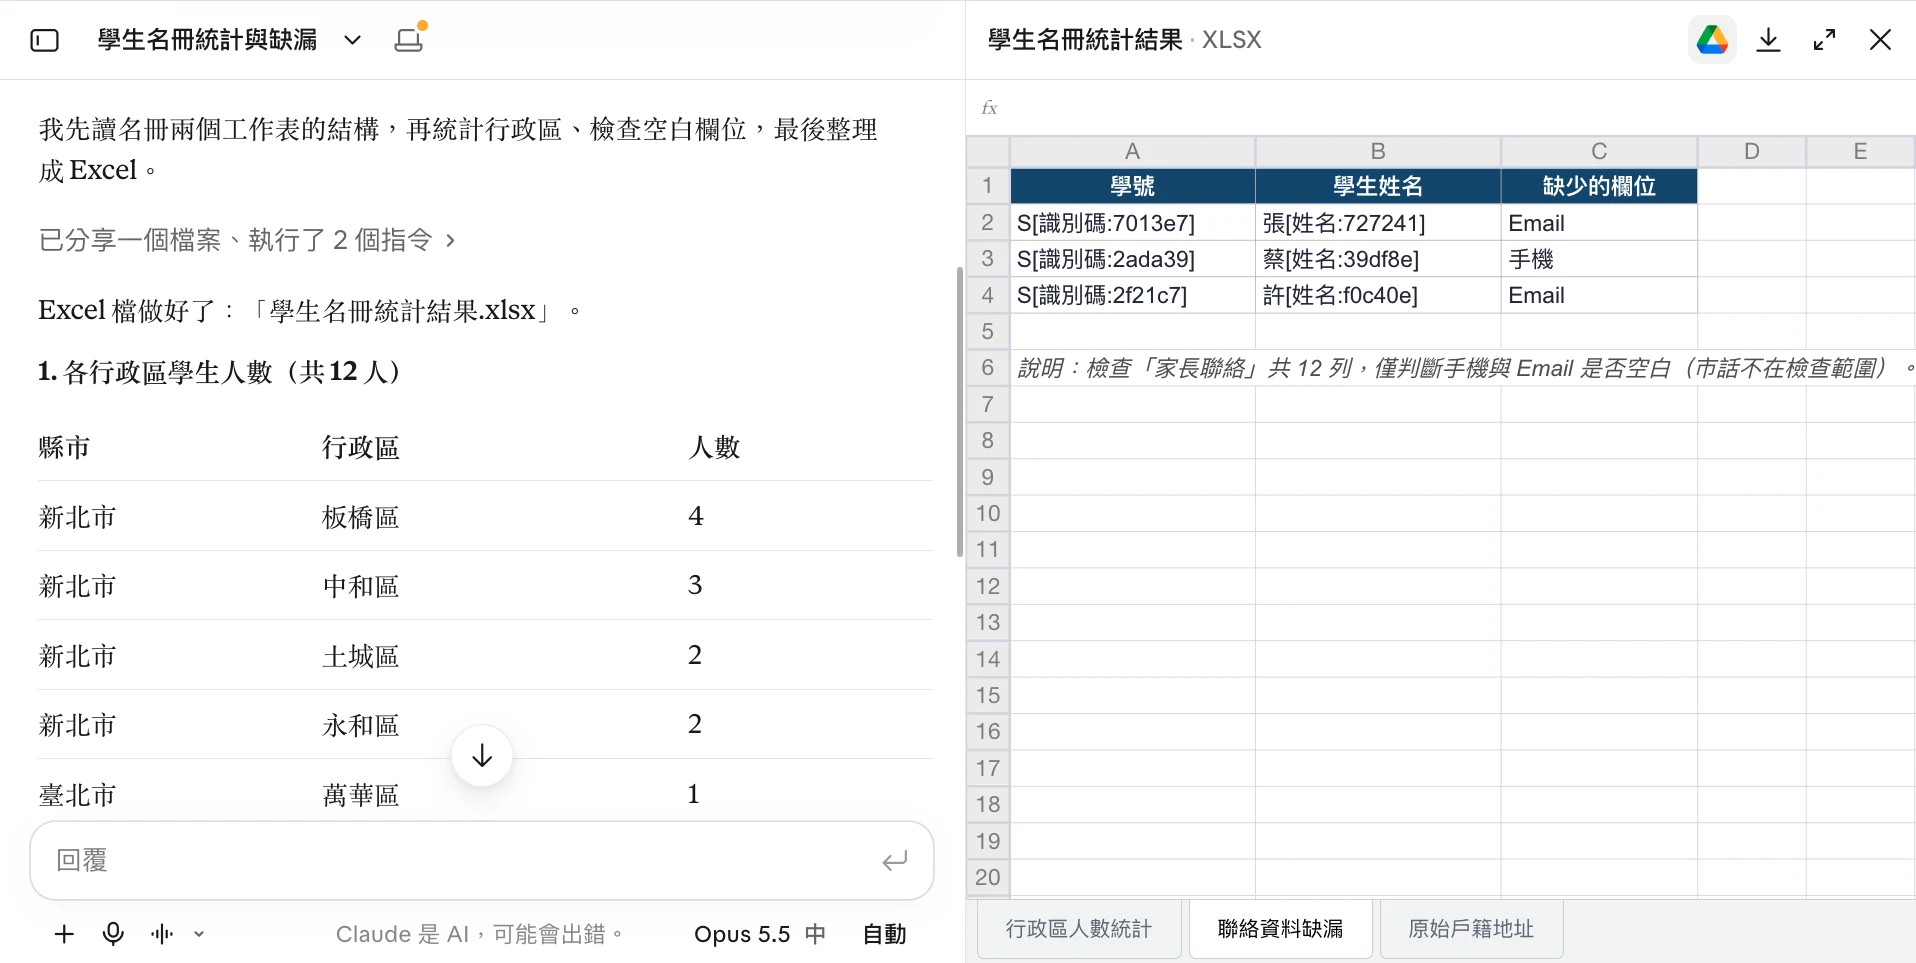 學生名冊統計與缺漏
我先讀名冊兩個工作表的結構，再統計行政區、檢查空白欄位，最後整理
成 Excel。
已分享一個檔案、執行了 2 個指令
Excel 檔做好了：「學生名冊統計結果.xlsx」。
1. 各行政區學生人數（共 12 人）
縣市 行政區 人數
新北市 板橋區 4
新北市 中和區 3
新北市 土城區 2
新北市 永和區 2
臺北市 萬華區 1
回覆
Claude 是 AI，可能會出錯。 Opus 5.5 中 自動
學生名冊統計結果 · XLSX
fx
A B C D E
1 學號 學生姓名 缺少的欄位
2 S[識別碼:7013e7] 張[姓名:727241] Email
3 S[識別碼:2ada39] 蔡[姓名:39df8e] 手機
4 S[識別碼:2f21c7] 許[姓名:f0c40e] Email
5
6 說明：檢查「家長聯絡」共 12 列，僅判斷手機與 Email 是否空白（市話不在檢查範圍）。
7
8
9
10
11
12
13
14
15
16
17
18
19
20
行政區人數統計 聯絡資料缺漏 原始戶籍地址